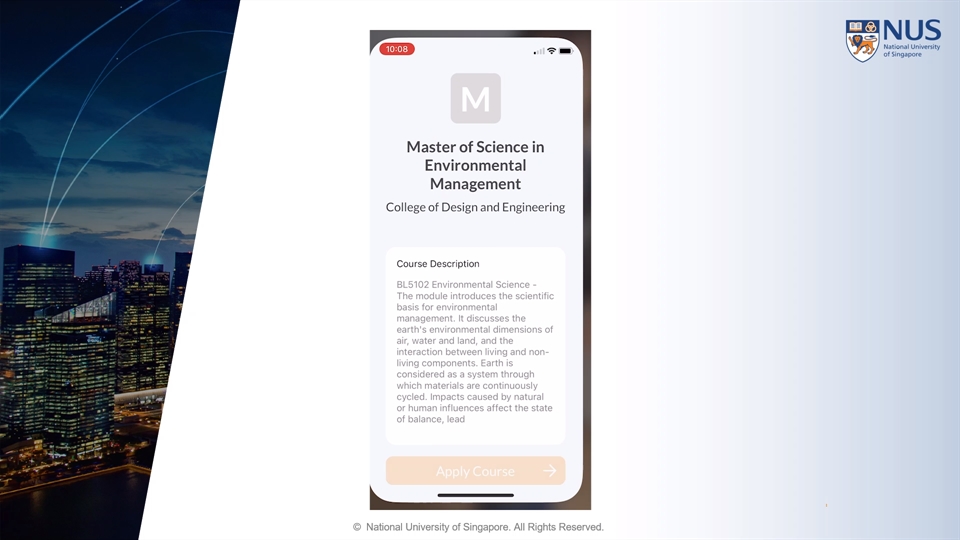 NUS
National University
of Singapore
10:08
M
Master of Science in
Environmental
Management
College of Design and Engineering
Course Description
BL5102 Environmental Science -
The module introduces the scientific
basis for environmental
management. It discusses the
earth's environmental dimensions of
air, water and land, and the
interaction between living and non-
living components. Earth is
considered as a system through
which materials are continuously
cycled. Impacts caused by natural
or human influences affect the state
of balance, lead
Apply Course
© National University of Singapore. All Rights Reserved.